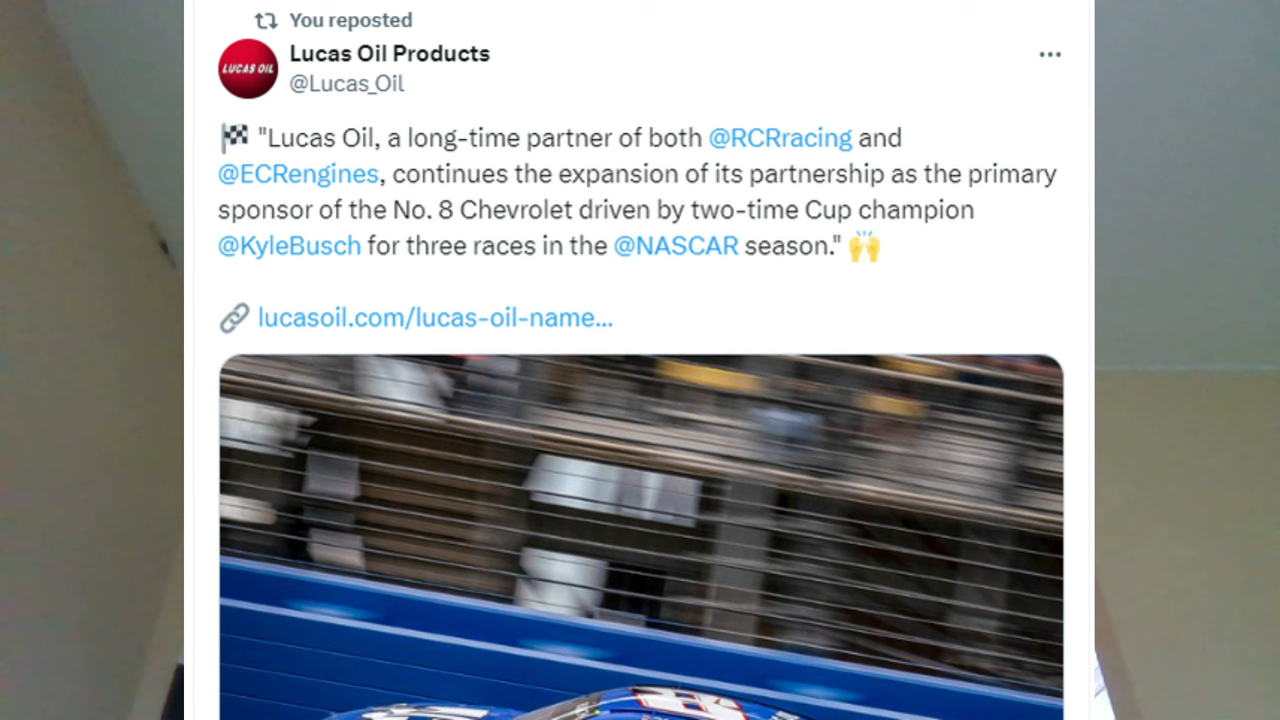 You reposted
Lucas Oil Products
@Lucas_Oil
LUCAS OIL
"Lucas Oil, a long-time partner of both @RCRracing and
@ECRengines, continues the expansion of its partnership as the primary
sponsor of the No. 8 Chevrolet driven by two-time Cup champion
@KyleBusch for three races in the @NASCAR season."
lucasoil.com/lucas-oil-name...